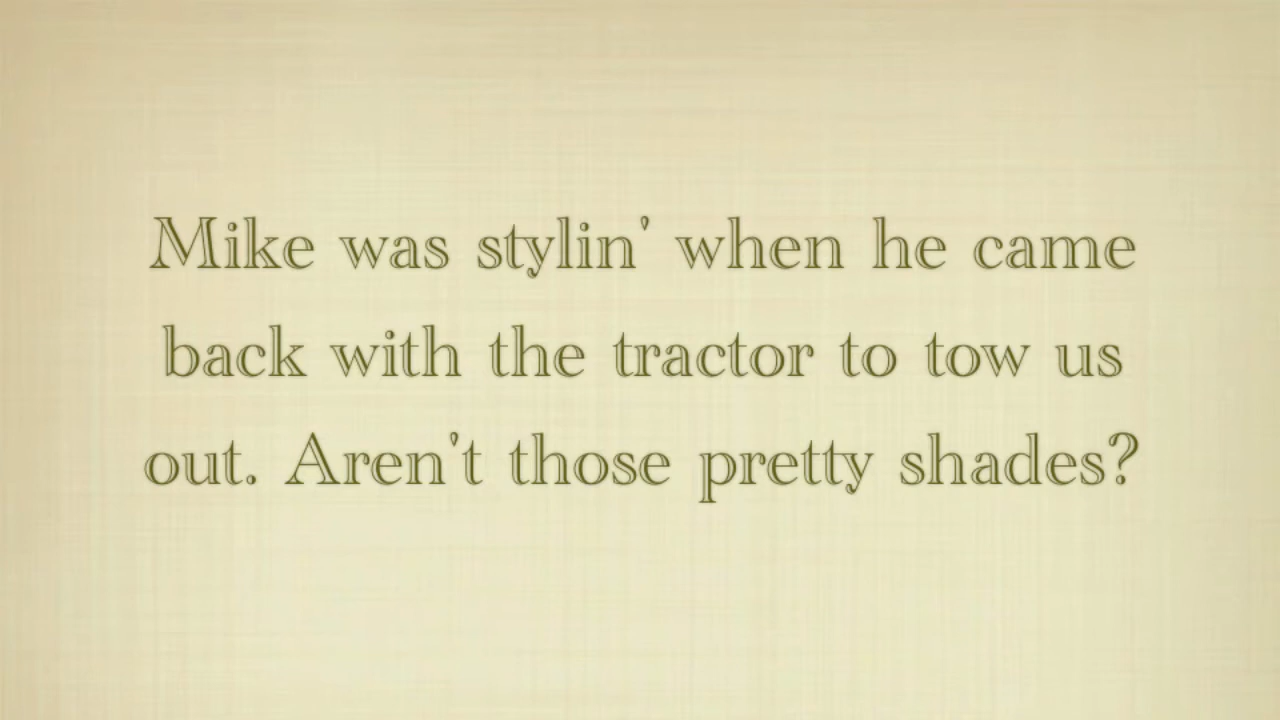 Mike was stylin' when he came
back with the tractor to tow us
out. Aren't those pretty shades?